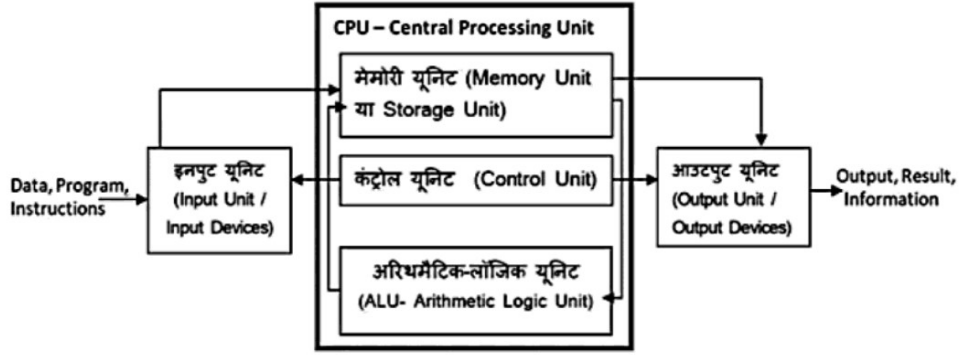 CPU – Central Processing Unit
मेमोरी यूनिट (Memory Unit
या Storage Unit)
इनपुट यूनिट
(Input Unit /
Input Devices)
Data, Program,
Instructions
कंट्रोल यूनिट (Control Unit)
आउटपुट यूनिट
(Output Unit /
Output Devices)
Output, Result,
Information
अरिथमैटिक-लॉजिक यूनिट
(ALU- Arithmetic Logic Unit)